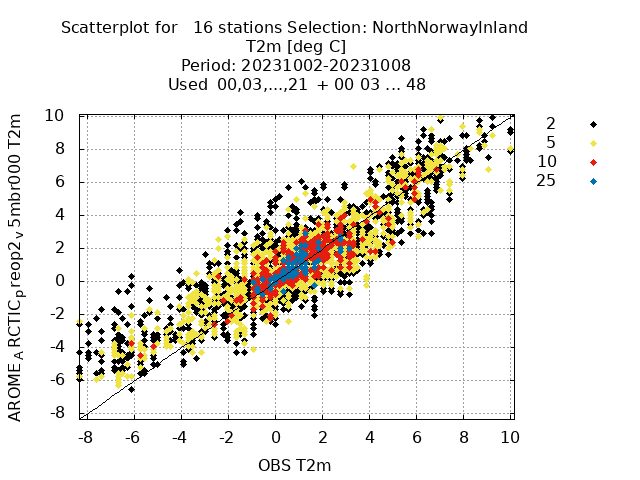 Scatterplot for   16 stations Selection: NorthNorwayInland
T2m [deg C]
Period: 20231002-20231008
Used  00,03,...,21  + 00 03 ... 48
2
5
10
25
10
8
6
4
2
0
-2
-4
-6
-8
AROME_ARCTIC_preop2_v 5mbr000 T2m
-8 -6 -4 -2 0 2 4 6 8 10
OBS T2m